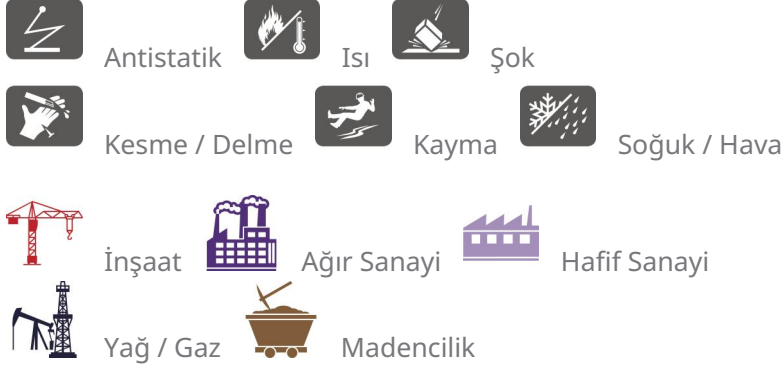 Antistatik Isı Şok
Kesme / Delme Kayma Soğuk / Hava
İnşaat Ağır Sanayi Hafif Sanayi
Yağ / Gaz Madencilik